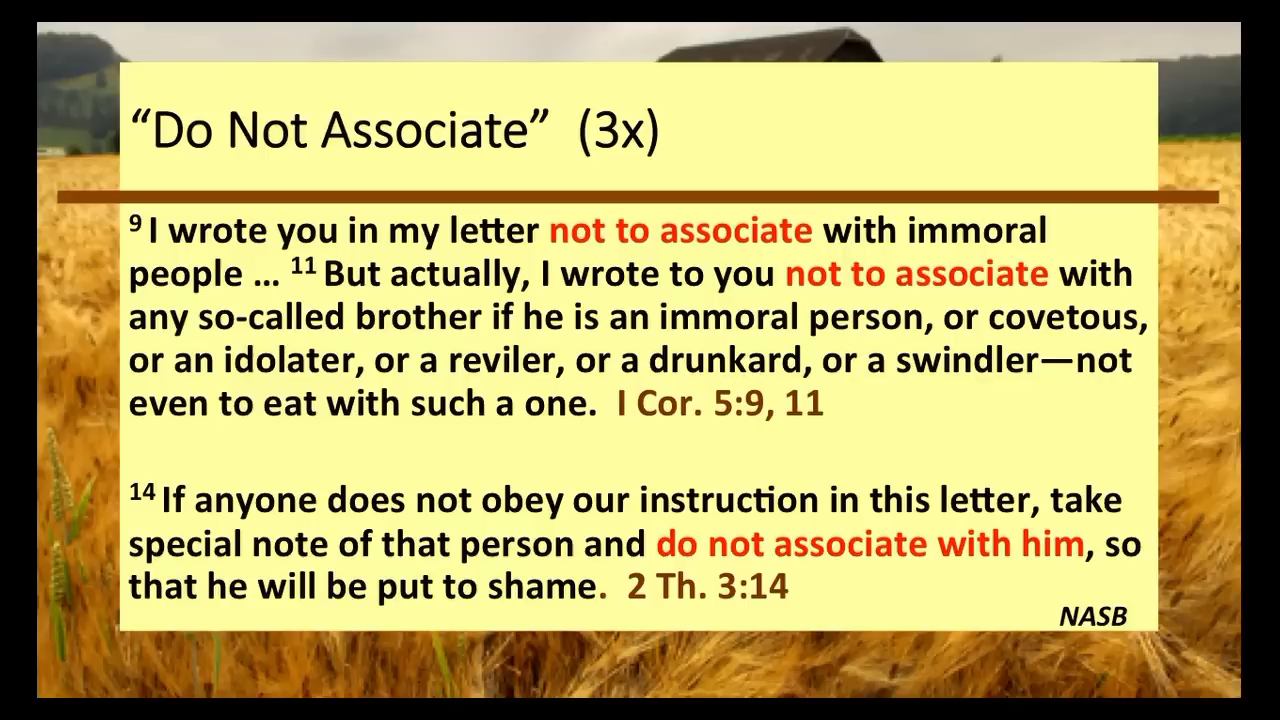 “Do Not Associate” (3x)
9 I wrote you in my letter not to associate with immoral
people … 11 But actually, I wrote to you not to associate with
any so-called brother if he is an immoral person, or covetous,
or an idolater, or a reviler, or a drunkard, or a swindler—not
even to eat with such a one. I Cor. 5:9, 11
14 If anyone does not obey our instruction in this letter, take
special note of that person and do not associate with him, so
that he will be put to shame. 2 Th. 3:14
NASB